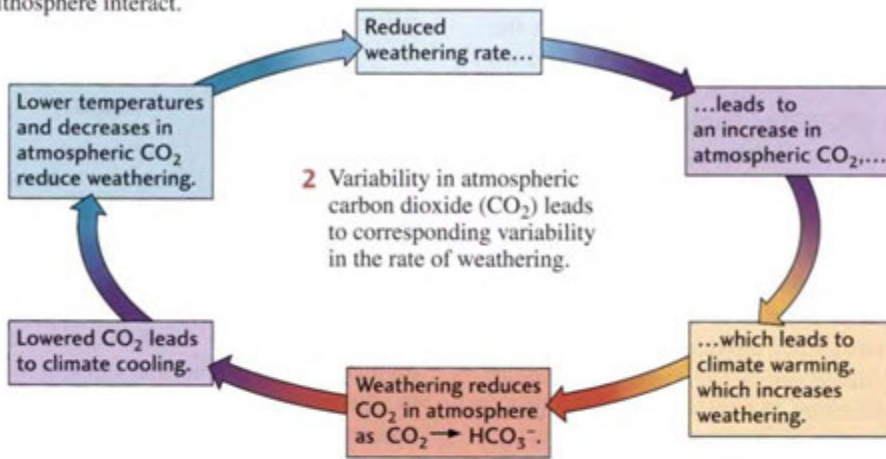 lithosphere interact.
Reduced
weathering rate...
...leads to
an increase in
atmospheric CO₂,...
...which leads to
climate warming,
which increases
weathering.
Weathering reduces
CO₂ in atmosphere
as CO₂ → HCO₃⁻.
Lowered CO₂ leads
to climate cooling.
Lower temperatures
and decreases in
atmospheric CO₂
reduce weathering.
2 Variability in atmospheric
carbon dioxide (CO₂) leads
to corresponding variability
in the rate of weathering.